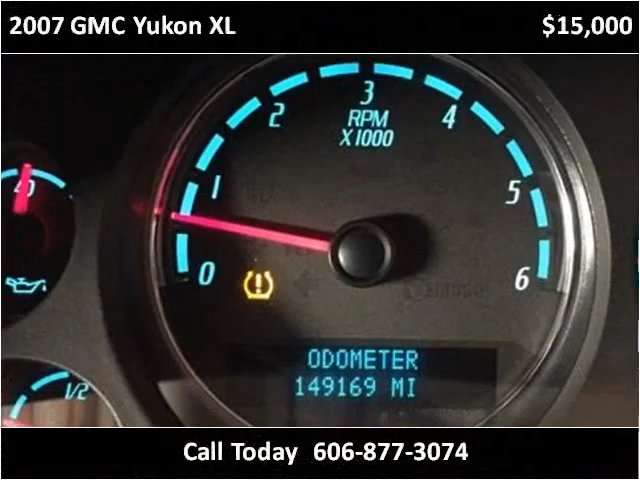 2007 GMC Yukon XL $15,000
3
2 4
RPM
X1000
40 1 5
0 6
ODOMETER
1/2 149169 MI
Call Today 606-877-3074